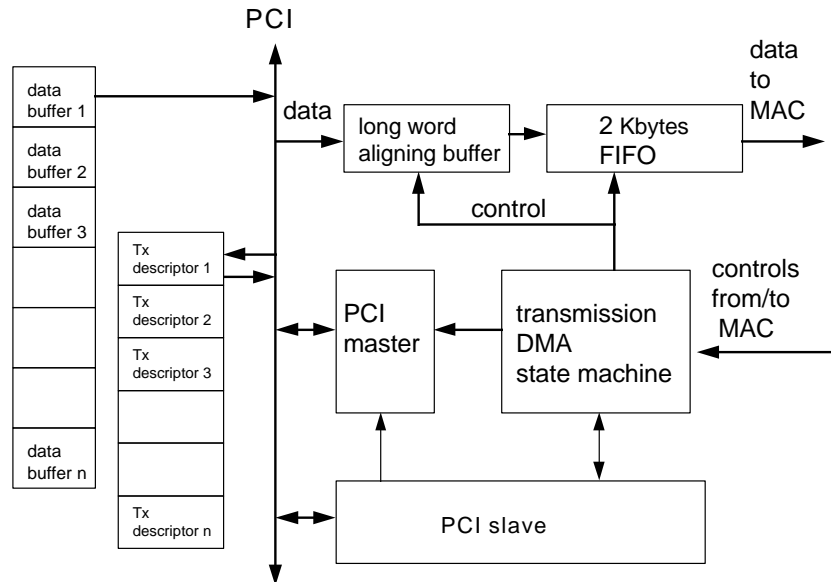 PCI
data
buffer 1
data
buffer 2
data
buffer 3
data
buffer n
Tx
descriptor 1
Tx
descriptor 2
Tx
descriptor 3
Tx
descriptor n
data
long word
aligning buffer
2 Kbytes
FIFO
data
to
MAC
control
PCI
master
transmission
DMA
state machine
controls
from/to
MAC
PCI slave